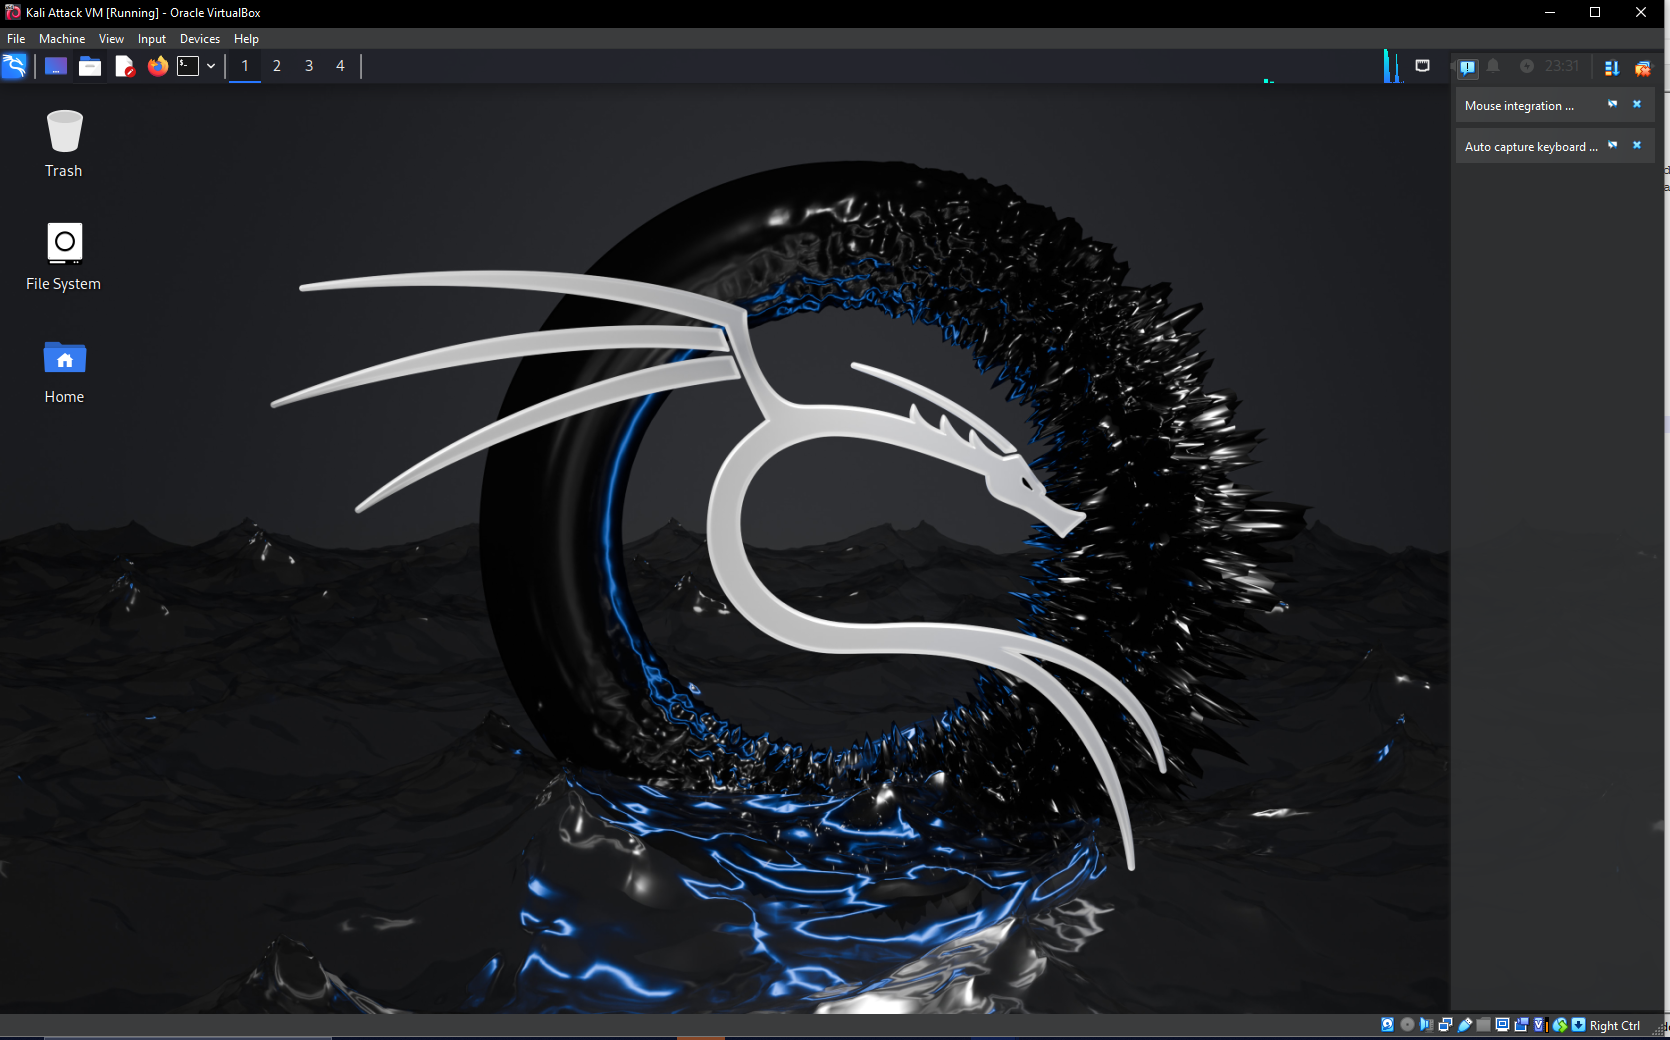 Kali Attack VM [Running] - Oracle VirtualBox
File Machine View Input Devices Help
1 2 3 4
23:31
Mouse integration ...
Auto capture keyboard ...
Trash
File System
Home
Right Ctrl